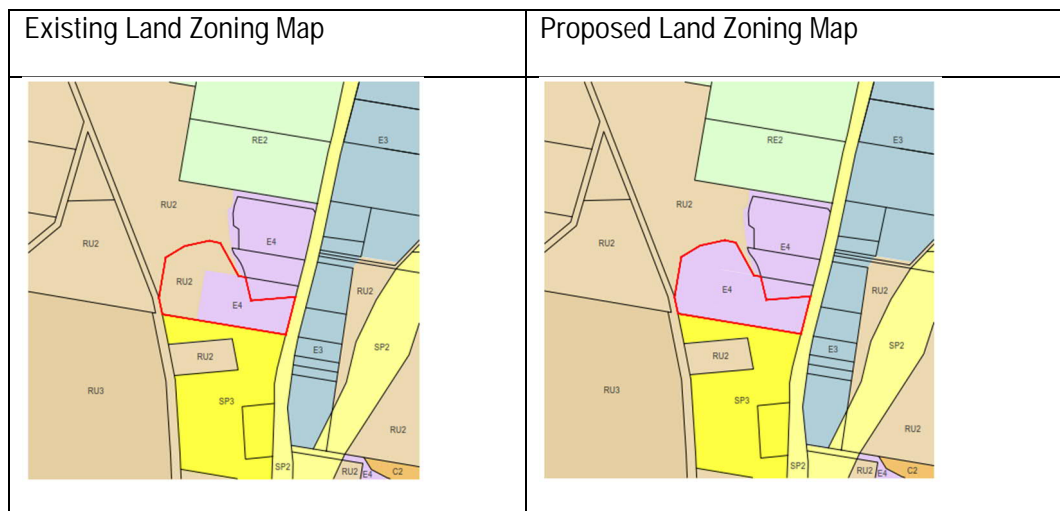 Existing Land Zoning Map
Proposed Land Zoning Map
RE2
E3
RU2
E4
RU2
RU2
RU2
E4
SP2
E3
RU2
RU3
SP3
RU2
SP2
RU2
E4
C2
RE2
E3
RU2
E4
RU2
RU2
E4
SP2
E3
RU2
RU3
SP3
RU2
SP2
RU2
E4
C2